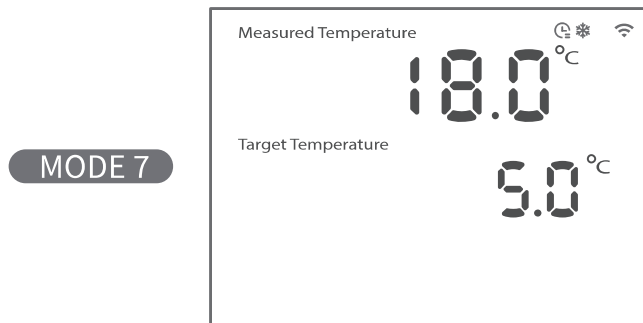 Measured Temperature
18.0 °C
Target Temperature
5.0 °C
MODE 7